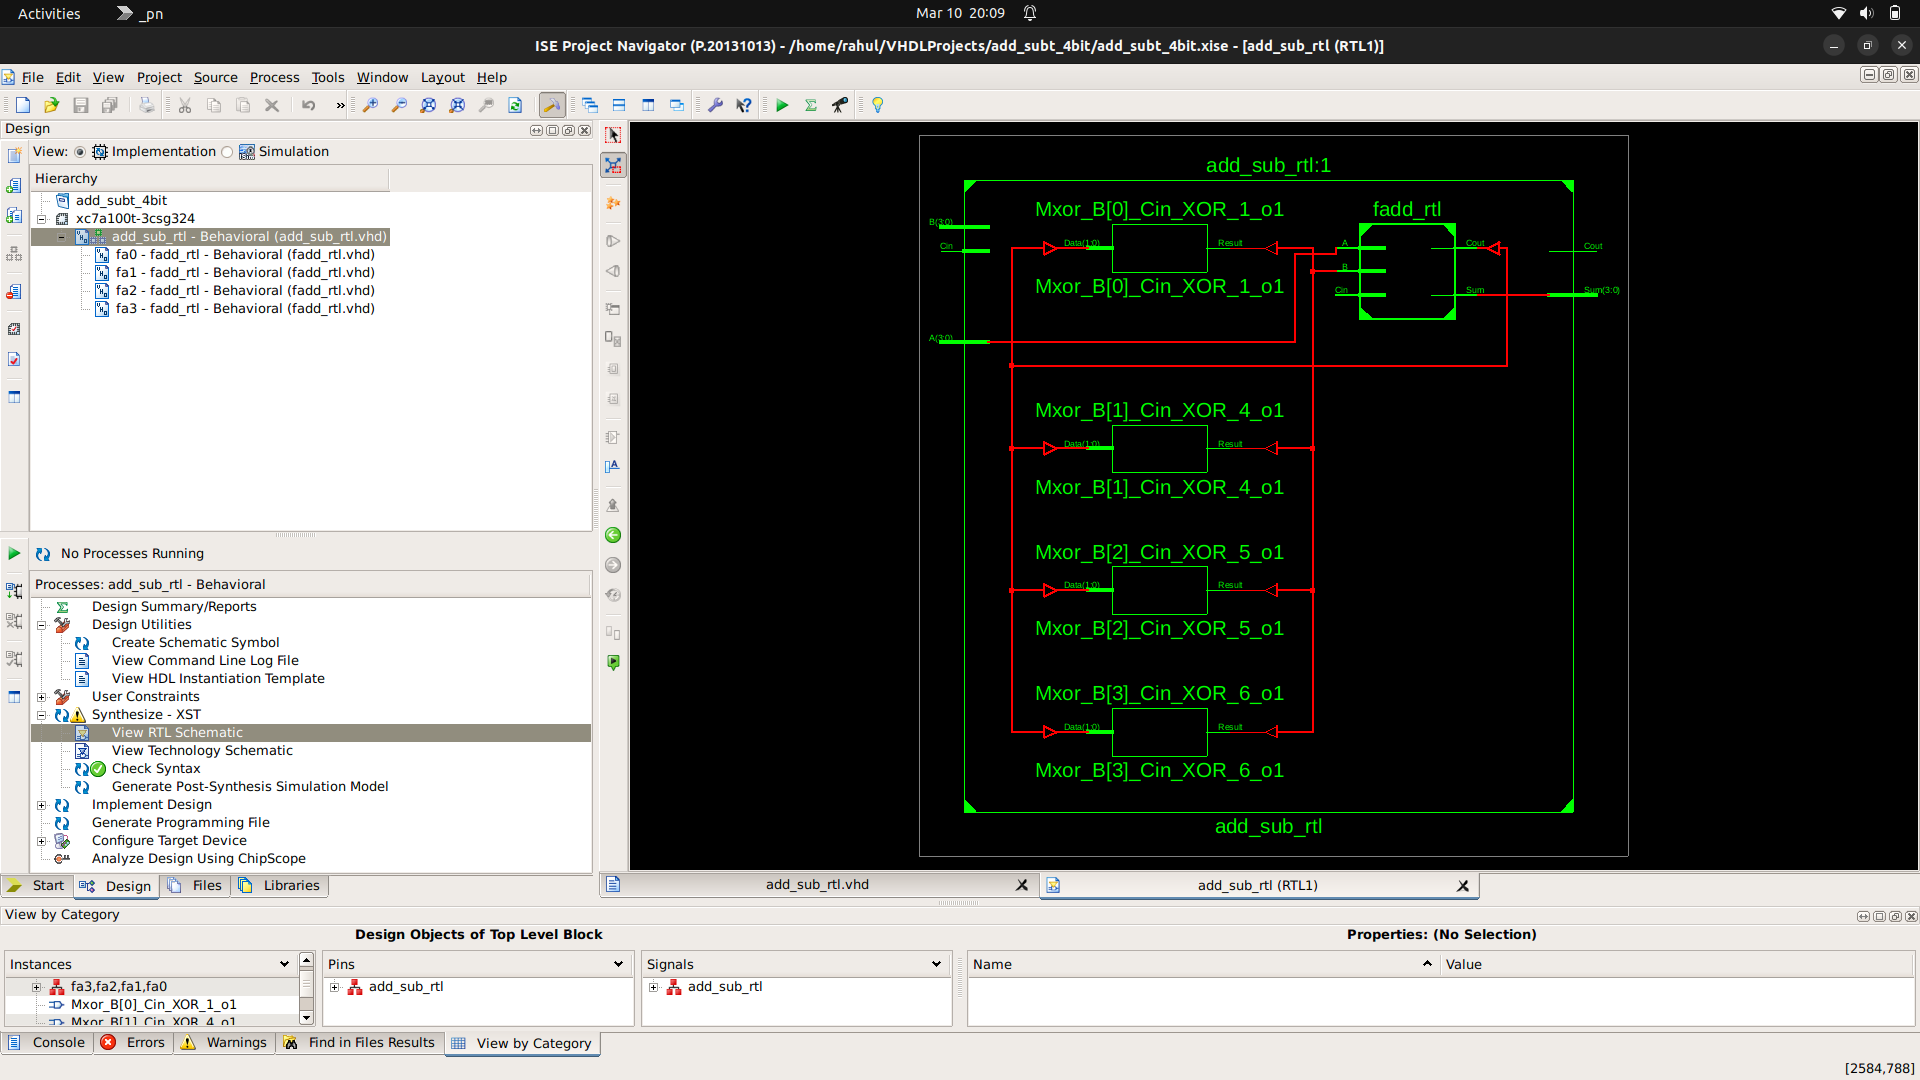 Activities
_pn
Mar 10 20:09
ISE Project Navigator (P.20131013) - /home/rahul/VHDLProjects/add_subt_4bit/add_subt_4bit.xise - [add_sub_rtl (RTL1)]
File Edit View Project Source Process Tools Window Layout Help
Design
View: Implementation Simulation
Hierarchy
add_subt_4bit
xc7a100t-3csg324
add_sub_rtl - Behavioral (add_sub_rtl.vhd)
fa0 - fadd_rtl - Behavioral (fadd_rtl.vhd)
fa1 - fadd_rtl - Behavioral (fadd_rtl.vhd)
fa2 - fadd_rtl - Behavioral (fadd_rtl.vhd)
fa3 - fadd_rtl - Behavioral (fadd_rtl.vhd)
No Processes Running
Processes: add_sub_rtl - Behavioral
Design Summary/Reports
Design Utilities
Create Schematic Symbol
View Command Line Log File
View HDL Instantiation Template
User Constraints
Synthesize - XST
View RTL Schematic
View Technology Schematic
Check Syntax
Generate Post-Synthesis Simulation Model
Implement Design
Generate Programming File
Configure Target Device
Analyze Design Using ChipScope
Start Design Files Libraries
add_sub_rtl:1
Mxor_B[0]_Cin_XOR_1_o1
fadd_rtl
B(3:0)
Cin
Data(1:0)
Result
A
B
Cin
Cout
Sum
Cout
Sum(3:0)
Mxor_B[0]_Cin_XOR_1_o1
A(3:0)
Mxor_B[1]_Cin_XOR_4_o1
Data(1:0)
Result
Mxor_B[1]_Cin_XOR_4_o1
Mxor_B[2]_Cin_XOR_5_o1
Data(1:0)
Result
Mxor_B[2]_Cin_XOR_5_o1
Mxor_B[3]_Cin_XOR_6_o1
Data(1:0)
Result
Mxor_B[3]_Cin_XOR_6_o1
add_sub_rtl
add_sub_rtl.vhd
add_sub_rtl (RTL1)
View by Category
Design Objects of Top Level Block
Properties: (No Selection)
Instances
fa3,fa2,fa1,fa0
Mxor_B[0]_Cin_XOR_1_o1
Mxor_B[1]_Cin_XOR_4_o1
Pins
add_sub_rtl
Signals
add_sub_rtl
Name
Value
Console Errors Warnings Find in Files Results View by Category
[2584,788]